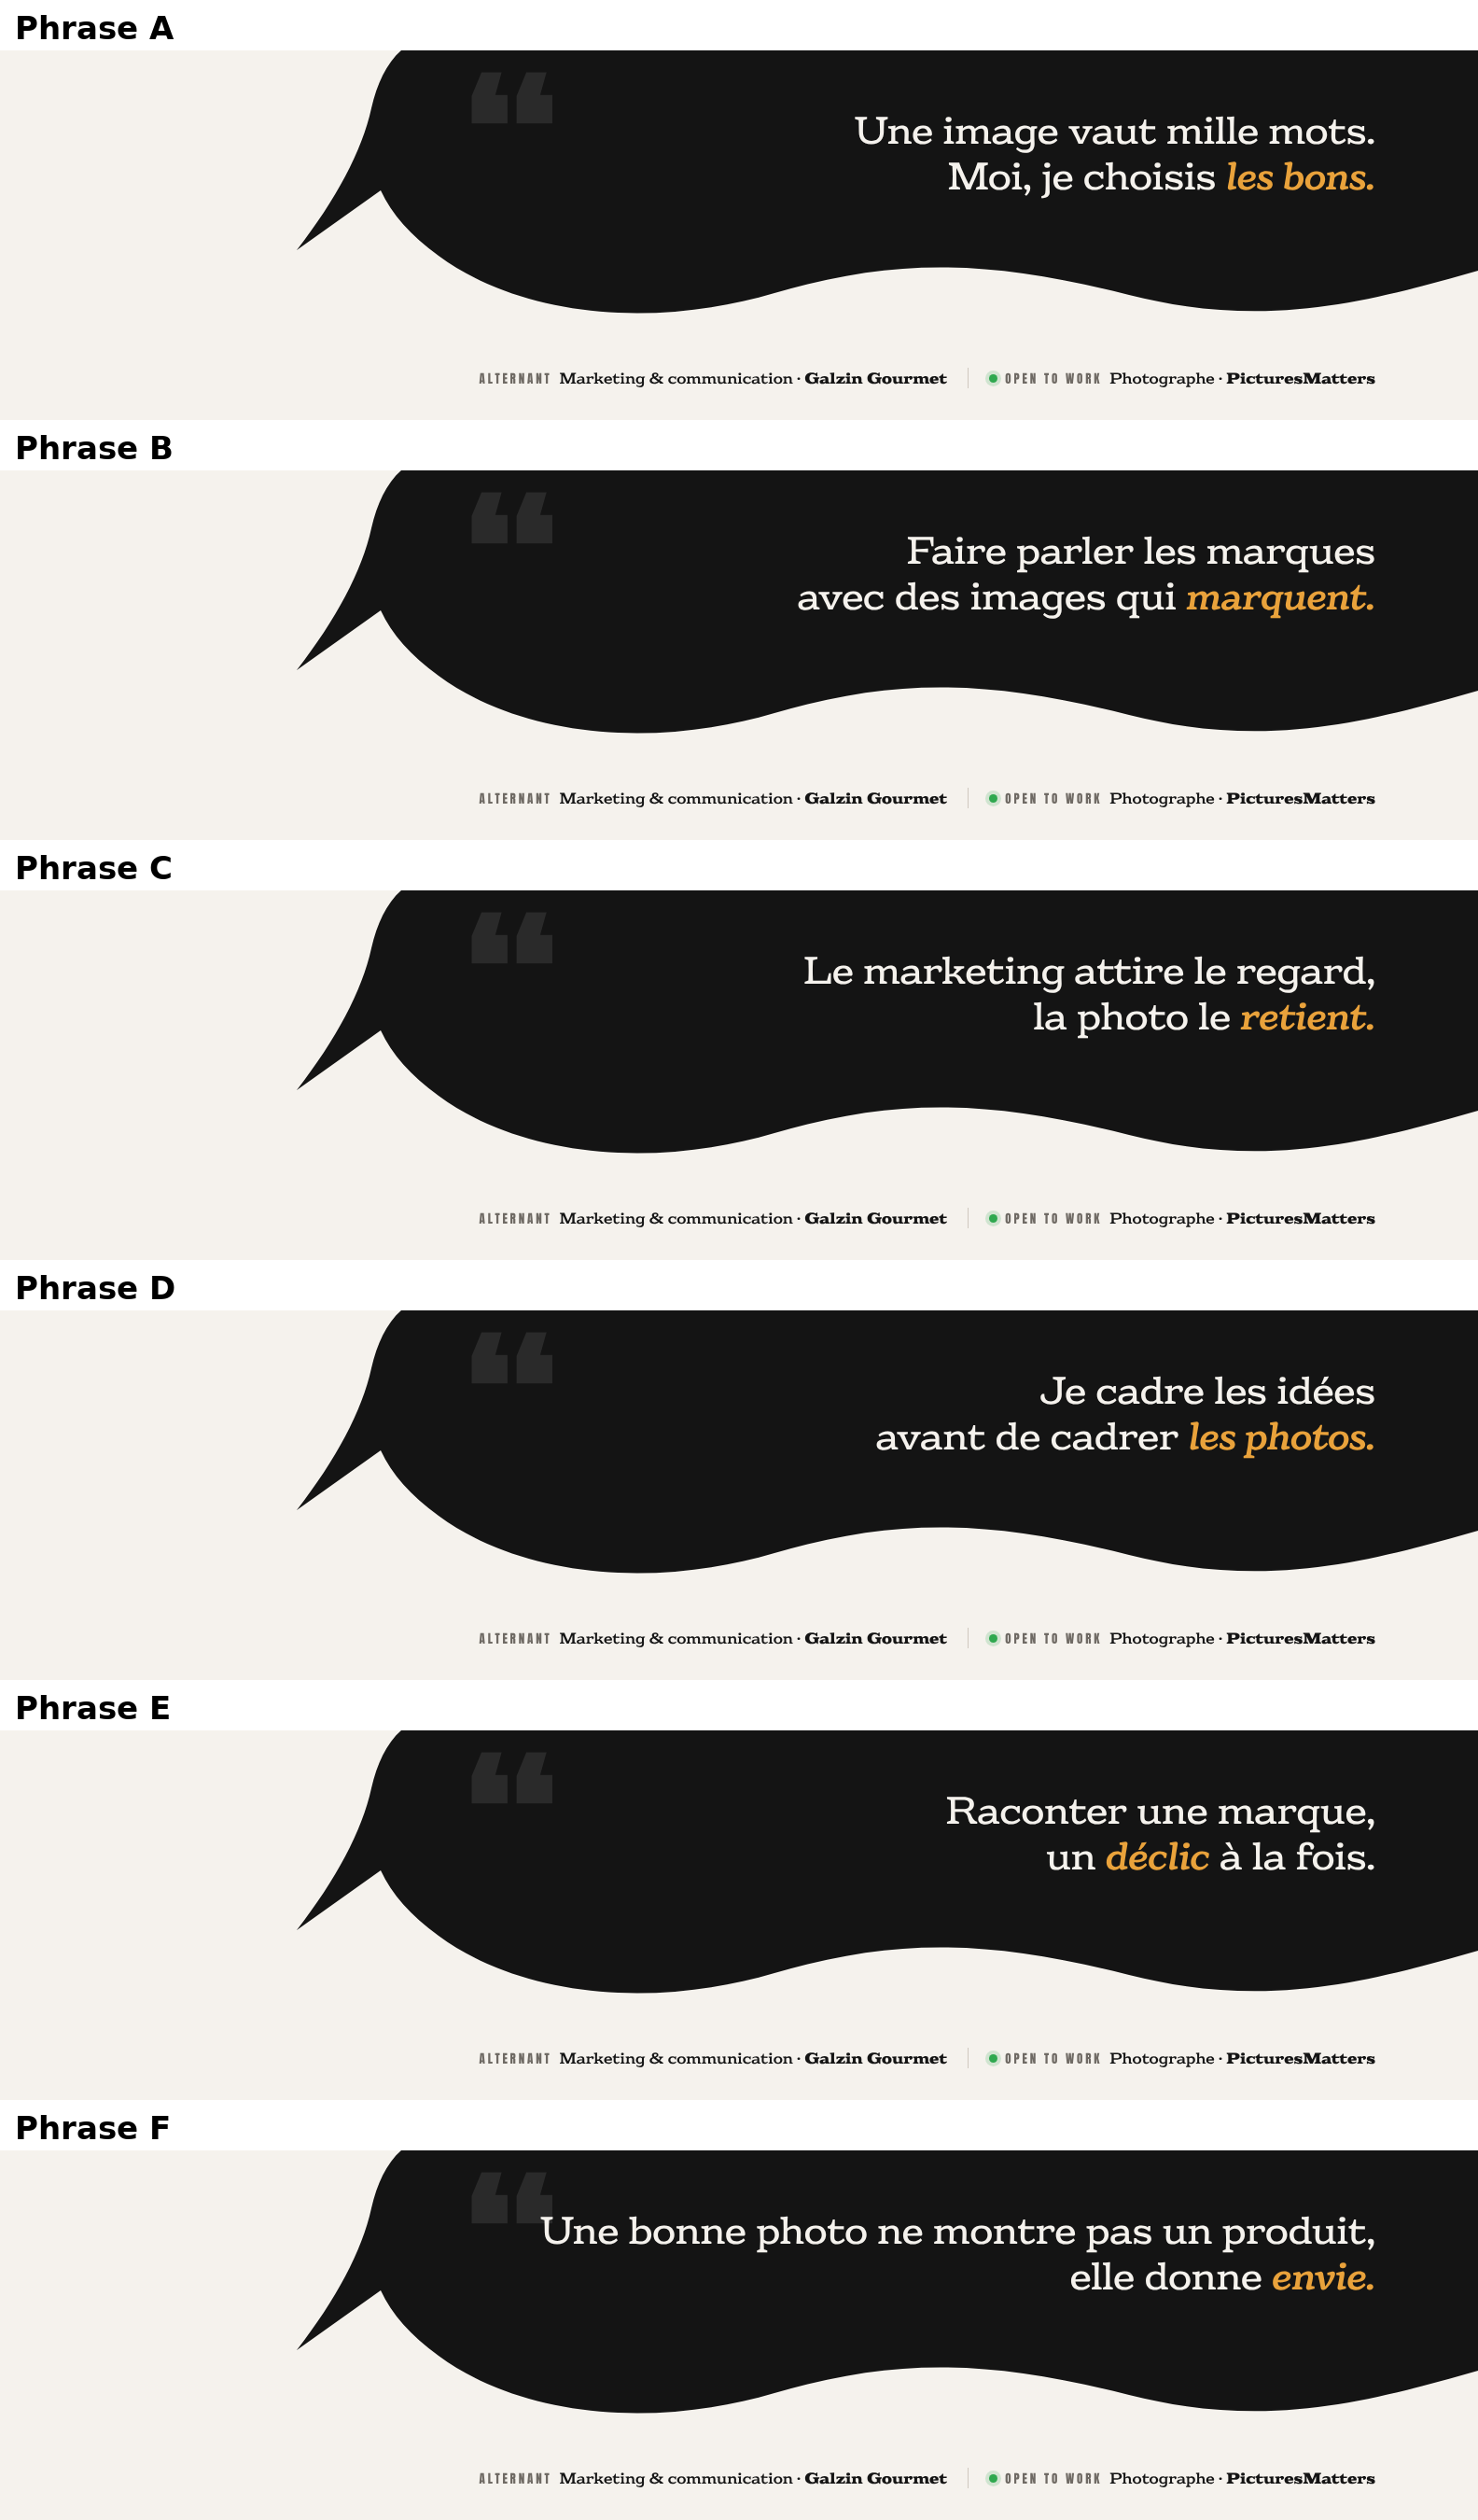 Phrase A
“
Une image vaut mille mots.
Moi, je choisis les bons.
ALTERNANT Marketing & communication · Galzin Gourmet | OPEN TO WORK Photographe · PicturesMatters
Phrase B
“
Faire parler les marques
avec des images qui marquent.
ALTERNANT Marketing & communication · Galzin Gourmet | OPEN TO WORK Photographe · PicturesMatters
Phrase C
“
Le marketing attire le regard,
la photo le retient.
ALTERNANT Marketing & communication · Galzin Gourmet | OPEN TO WORK Photographe · PicturesMatters
Phrase D
“
Je cadre les idées
avant de cadrer les photos.
ALTERNANT Marketing & communication · Galzin Gourmet | OPEN TO WORK Photographe · PicturesMatters
Phrase E
“
Raconter une marque,
un déclic à la fois.
ALTERNANT Marketing & communication · Galzin Gourmet | OPEN TO WORK Photographe · PicturesMatters
Phrase F
“
Une bonne photo ne montre pas un produit,
elle donne envie.
ALTERNANT Marketing & communication · Galzin Gourmet | OPEN TO WORK Photographe · PicturesMatters